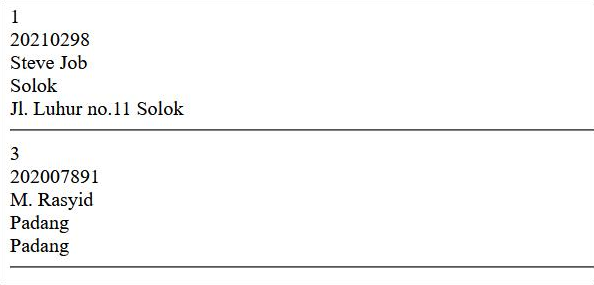 1
20210298
Steve Job
Solok
Jl. Luhur no.11 Solok
3
202007891
M. Rasyid
Padang
Padang